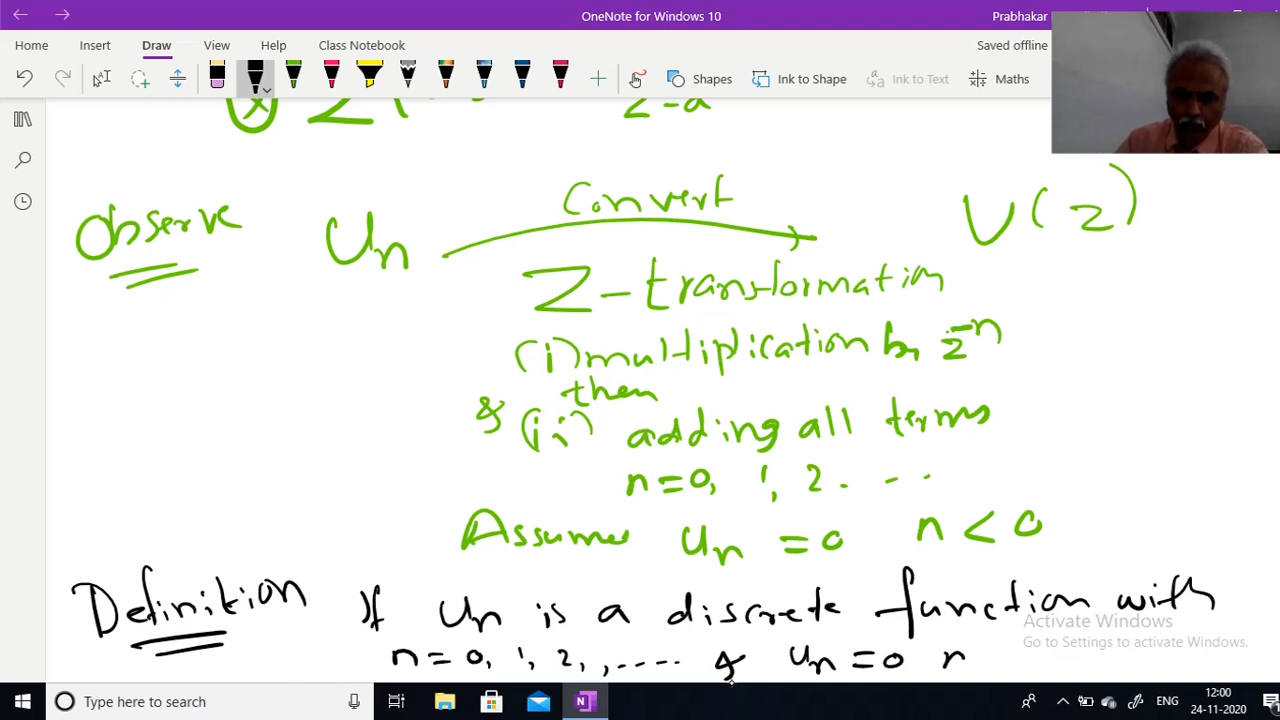 OneNote for Windows 10
Prabhakar
Home Insert Draw View Help Class Notebook
Saved offline
Shapes Ink to Shape Ink to Text Maths
z-a
Observe Un Convert U(z)
Z-transformation
(i) multiplication by z^-n
then
& (ii) adding all terms
n=0, 1, 2. ....
Assumes un = 0 n < 0
Definition If un is a discrete function with
n=0, 1, 2, , ..... & un = 0 n
Activate Windows
Go to Settings to activate Windows.
Type here to search
ENG
12:00
24-11-2020